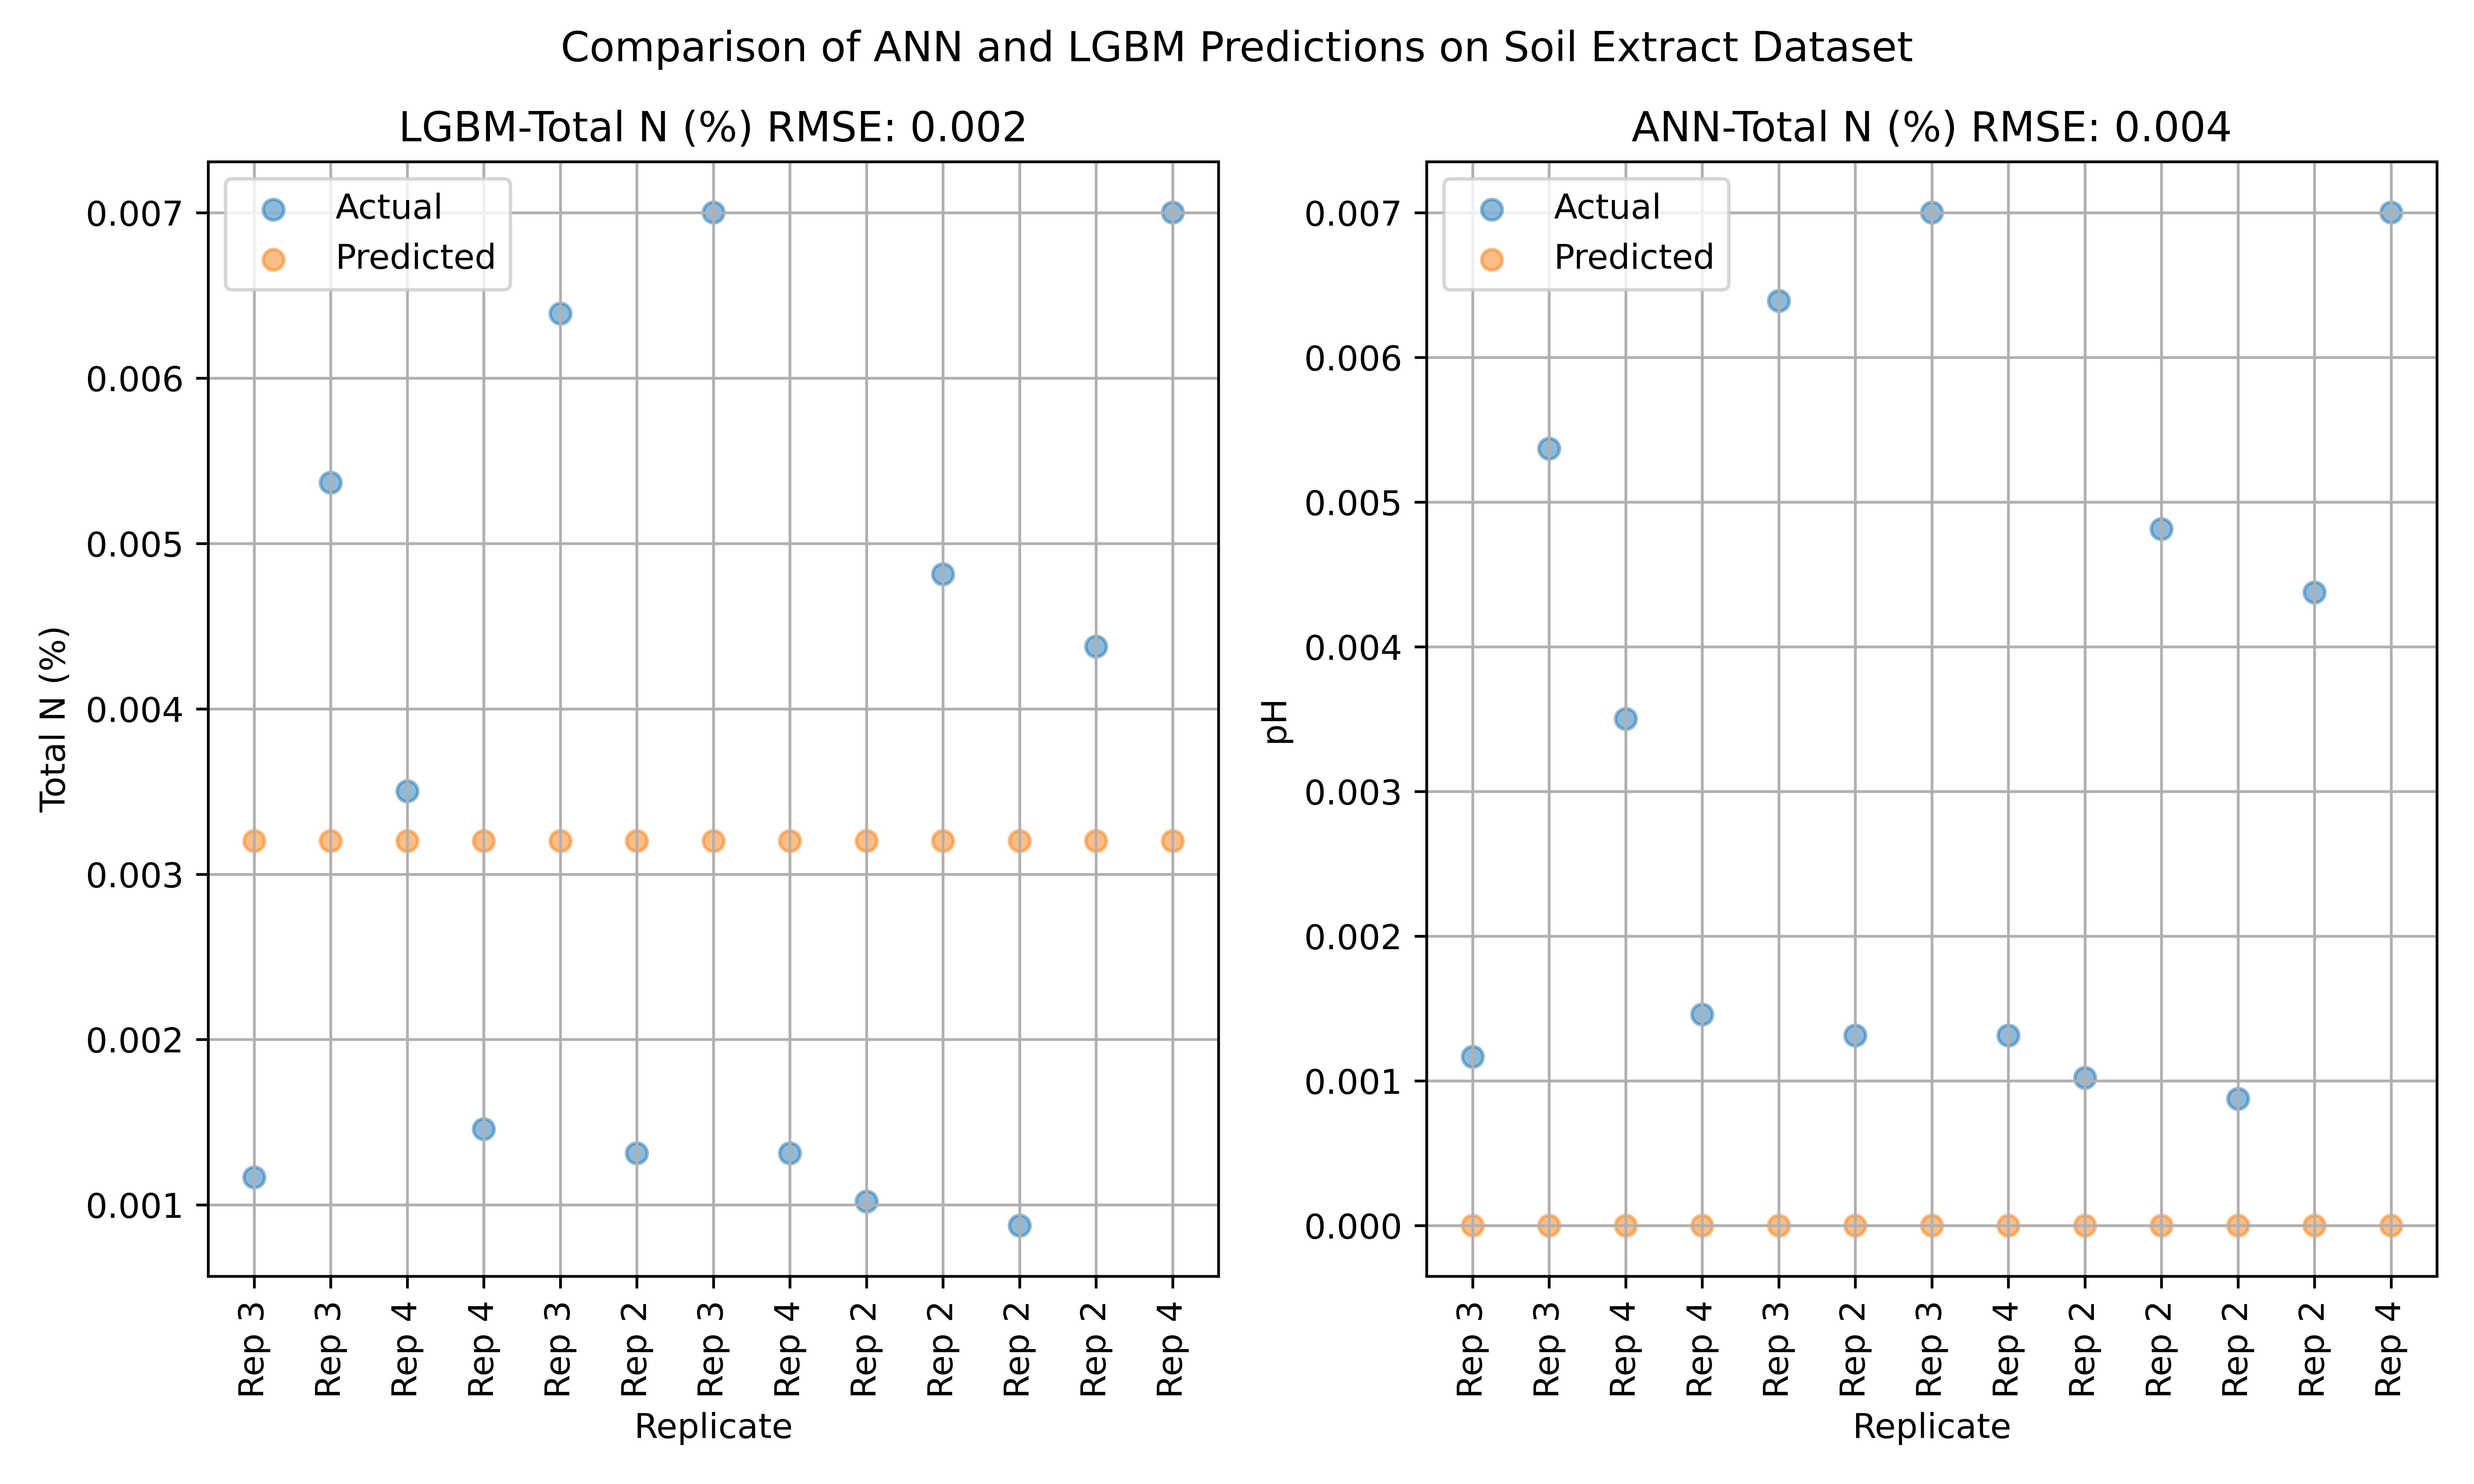 Comparison of ANN and LGBM Predictions on Soil Extract Dataset
LGBM-Total N (%) RMSE: 0.002
Actual
Predicted
Total N (%)
0.007
0.006
0.005
0.004
0.003
0.002
0.001
Rep 3
Rep 3
Rep 4
Rep 4
Rep 3
Rep 2
Rep 3
Rep 4
Rep 2
Rep 2
Rep 2
Rep 2
Rep 4
Replicate
ANN-Total N (%) RMSE: 0.004
Actual
Predicted
pH
0.007
0.006
0.005
0.004
0.003
0.002
0.001
0.000
Rep 3
Rep 3
Rep 4
Rep 4
Rep 3
Rep 2
Rep 3
Rep 4
Rep 2
Rep 2
Rep 2
Rep 2
Rep 4
Replicate